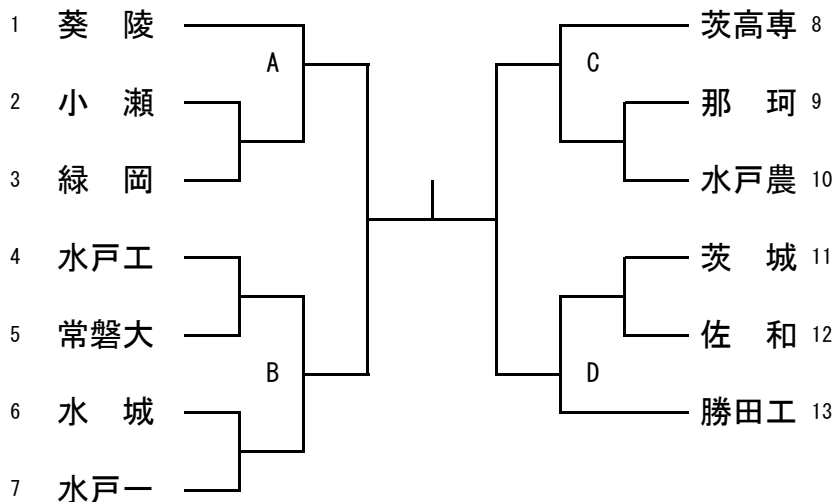 1 葵 陵
A
2 小 瀬
3 緑 岡
4 水戸工
5 常磐大
B
6 水 城
7 水戸一
茨高専 8
C
那 珂 9
水戸農 10
茨 城 11
佐 和 12
D
勝田工 13